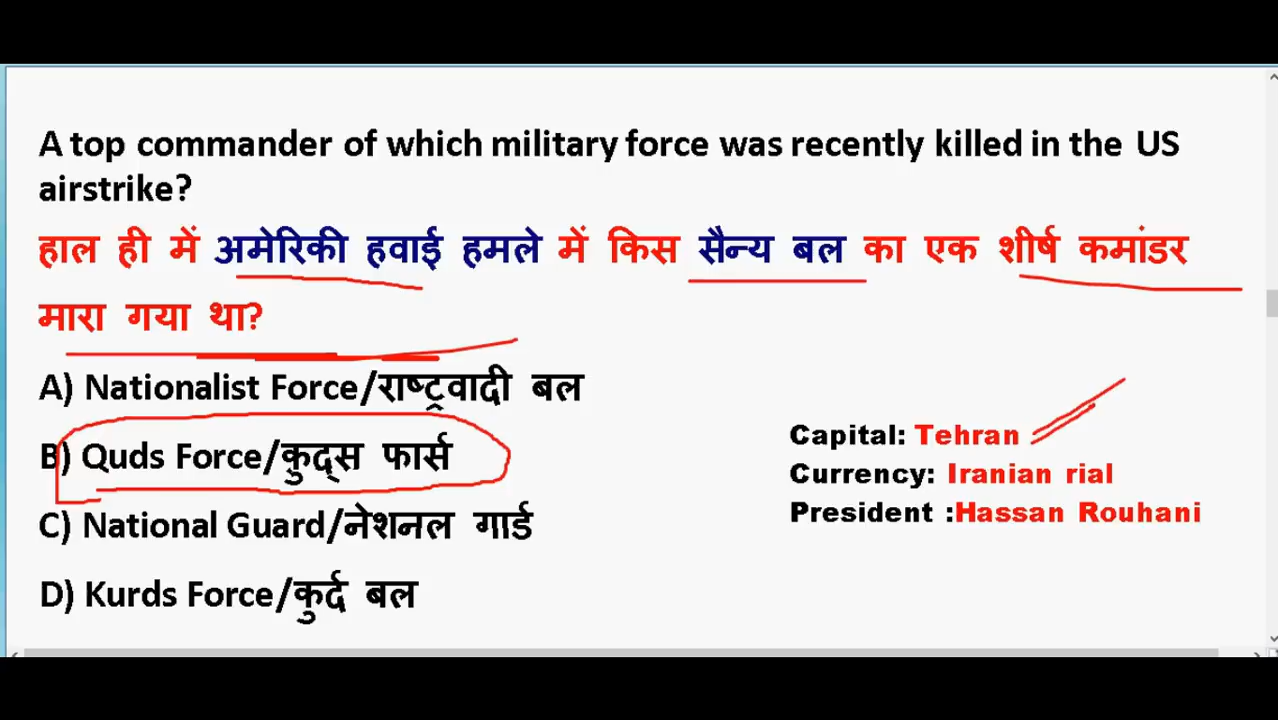 A top commander of which military force was recently killed in the US
airstrike?
हाल ही में अमेरिकी हवाई हमले में किस सैन्य बल का एक शीर्ष कमांडर
मारा गया था?
A) Nationalist Force/राष्ट्रवादी बल
B) Quds Force/कुद्स फार्स
C) National Guard/नेशनल गार्ड
D) Kurds Force/कुर्द बल
Capital: Tehran
Currency: Iranian rial
President :Hassan Rouhani